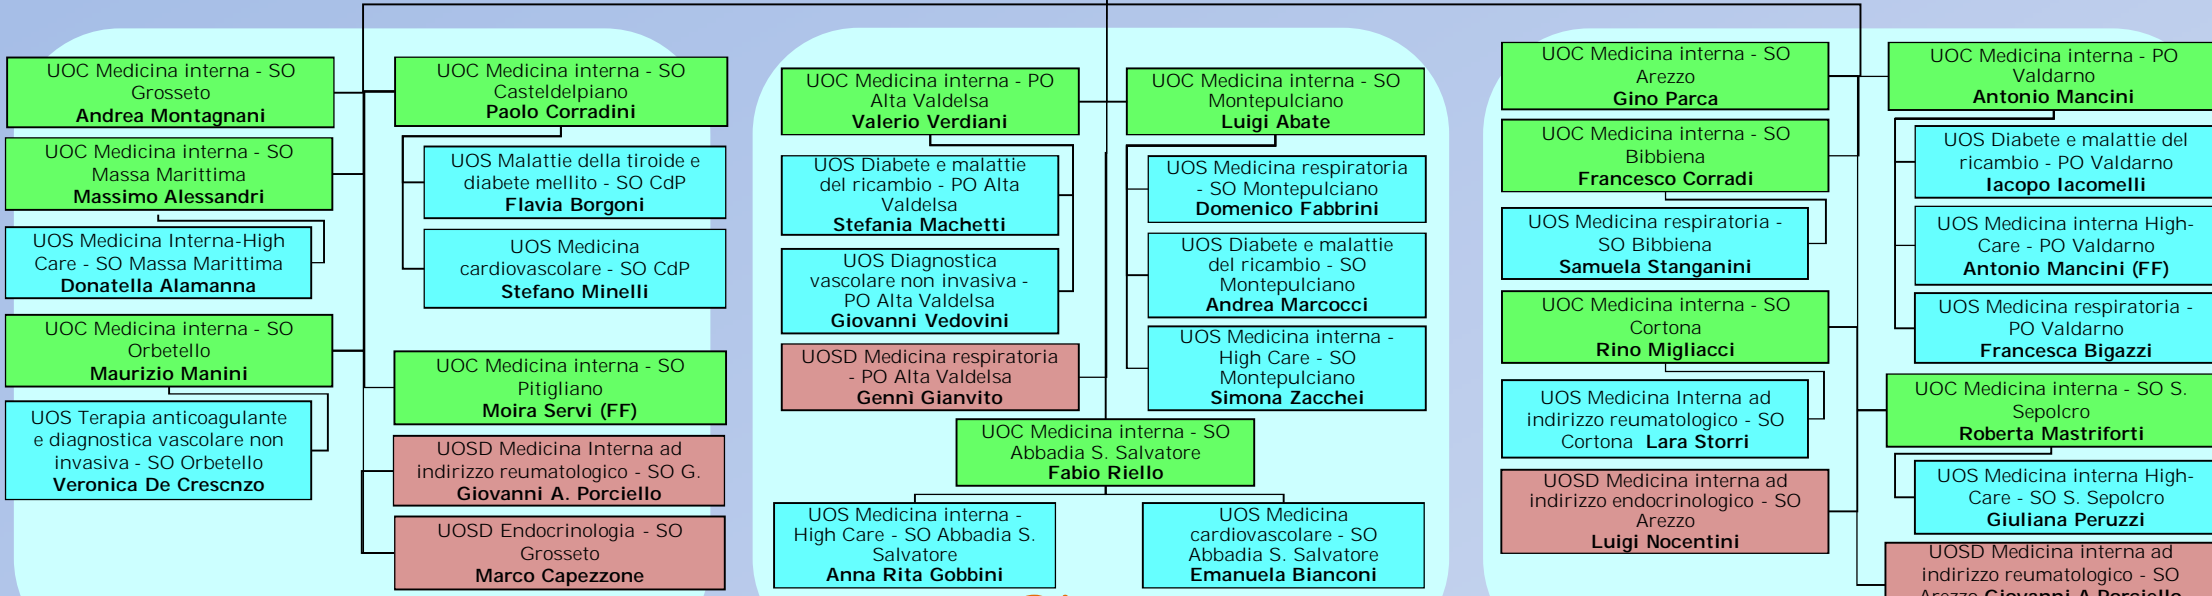 UOC Medicina interna - SO
Grosseto
Andrea Montagnani
UOC Medicina interna - SO
Massa Marittima
Massimo Alessandri
UOS Medicina Interna-High
Care - SO Massa Marittima
Donatella Alamanna
UOC Medicina interna - SO
Orbetello
Maurizio Manini
UOS Terapia anticoagulante
e diagnostica vascolare non
invasiva - SO Orbetello
Veronica De Crescnzo
UOC Medicina interna - SO
Casteldelpiano
Paolo Corradini
UOS Malattie della tiroide e
diabete mellito - SO CdP
Flavia Borgoni
UOS Medicina
cardiovascolare - SO CdP
Stefano Minelli
UOC Medicina interna - SO
Pitigliano
Moira Servi (FF)
UOSD Medicina Interna ad
indirizzo reumatologico - SO G.
Giovanni A. Porciello
UOSD Endocrinologia - SO
Grosseto
Marco Capezzone
UOC Medicina interna - PO
Alta Valdelsa
Valerio Verdiani
UOS Diabete e malattie
del ricambio - PO Alta
Valdelsa
Stefania Machetti
UOS Diagnostica
vascolare non invasiva -
PO Alta Valdelsa
Giovanni Vedovini
UOSD Medicina respiratoria
- PO Alta Valdelsa
Gennì Gianvito
UOC Medicina interna - SO
Montepulciano
Luigi Abate
UOS Medicina respiratoria
- SO Montepulciano
Domenico Fabbrini
UOS Diabete e malattie
del ricambio - SO
Montepulciano
Andrea Marcocci
UOS Medicina interna -
High Care - SO
Montepulciano
Simona Zacchei
UOC Medicina interna - SO
Abbadia S. Salvatore
Fabio Riello
UOS Medicina interna -
High Care - SO Abbadia S.
Salvatore
Anna Rita Gobbini
UOS Medicina
cardiovascolare - SO
Abbadia S. Salvatore
Emanuela Bianconi
UOC Medicina interna - SO
Arezzo
Gino Parca
UOC Medicina interna - SO
Bibbiena
Francesco Corradi
UOS Medicina respiratoria -
SO Bibbiena
Samuela Stanganini
UOC Medicina interna - SO
Cortona
Rino Migliacci
UOS Medicina Interna ad
indirizzo reumatologico - SO
Cortona Lara Storri
UOSD Medicina interna ad
indirizzo endocrinologico - SO
Arezzo
Luigi Nocentini
UOC Medicina interna - PO
Valdarno
Antonio Mancini
UOS Diabete e malattie del
ricambio - PO Valdarno
Iacopo Iacomelli
UOS Medicina interna High-
Care - PO Valdarno
Antonio Mancini (FF)
UOS Medicina respiratoria -
PO Valdarno
Francesca Bigazzi
UOC Medicina interna - SO S.
Sepolcro
Roberta Mastriforti
UOS Medicina interna High-
Care - SO S. Sepolcro
Giuliana Peruzzi
UOSD Medicina interna ad
indirizzo reumatologico - SO
Arezzo Giovanni A Porciello